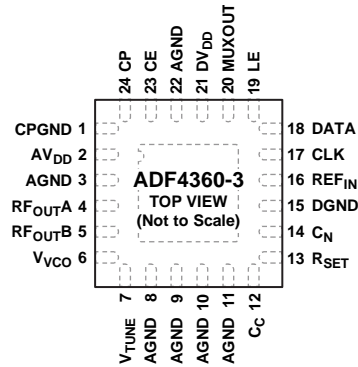 24 CP
23 CE
22 AGND
21 DVDD
20 MUXOUT
19 LE
CPGND 1
AVDD 2
AGND 3
RFOUTA 4
RFOUTB 5
VVCO 6
ADF4360-3
TOP VIEW
(Not to Scale)
18 DATA
17 CLK
16 REFIN
15 DGND
14 CN
13 RSET
VTUNE 7
AGND 8
AGND 9
AGND 10
AGND 11
CC 12